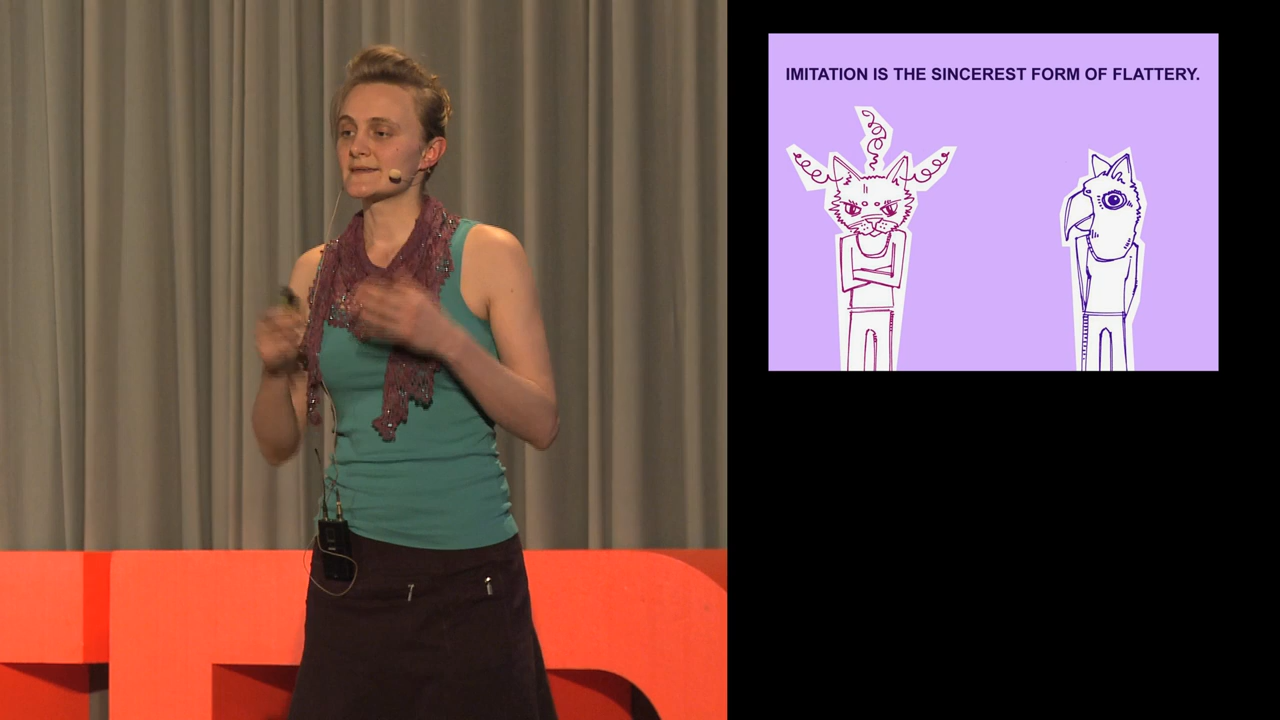 IMITATION IS THE SINCEREST FORM OF FLATTERY.